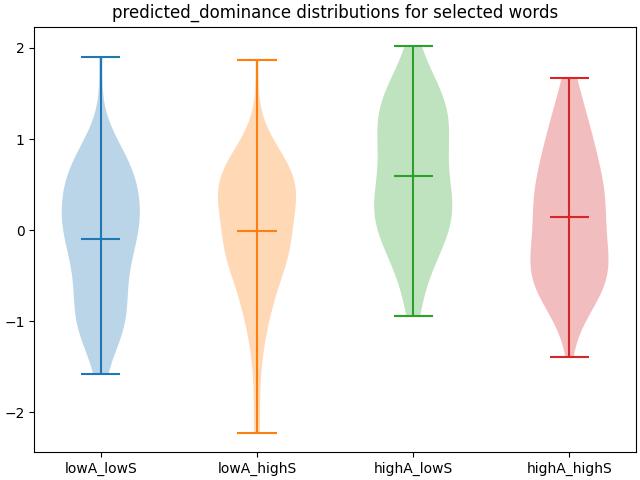 predicted_dominance distributions for selected words
2
1
0
−1
−2
lowA_lowS lowA_highS highA_lowS highA_highS